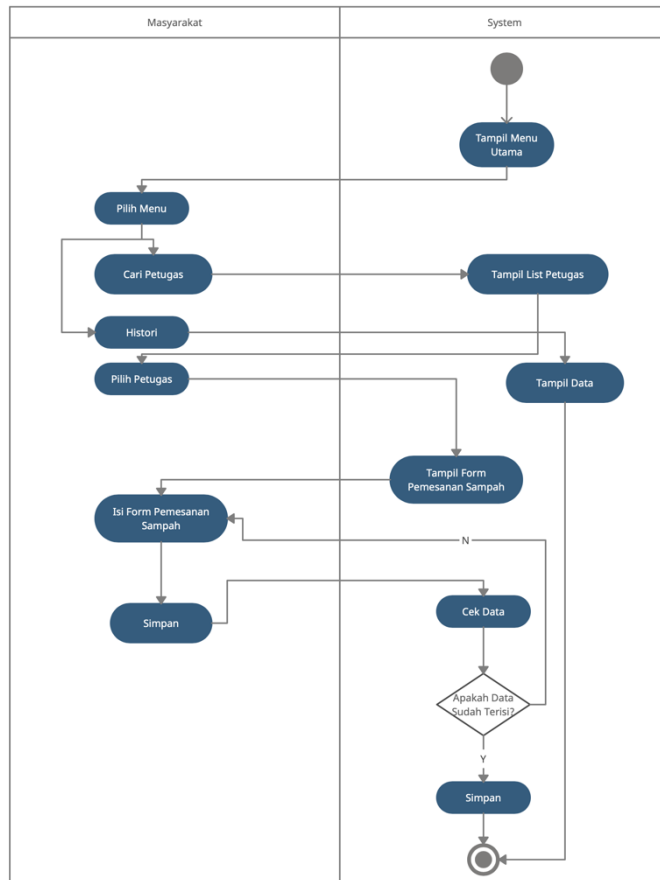 Masyarakat
System
Tampil Menu
Utama
Pilih Menu
Cari Petugas
Tampil List Petugas
Histori
Pilih Petugas
Tampil Data
Tampil Form
Pemesanan Sampah
Isi Form Pemesanan
Sampah
N
Simpan
Cek Data
Apakah Data
Sudah Terisi?
Y
Simpan